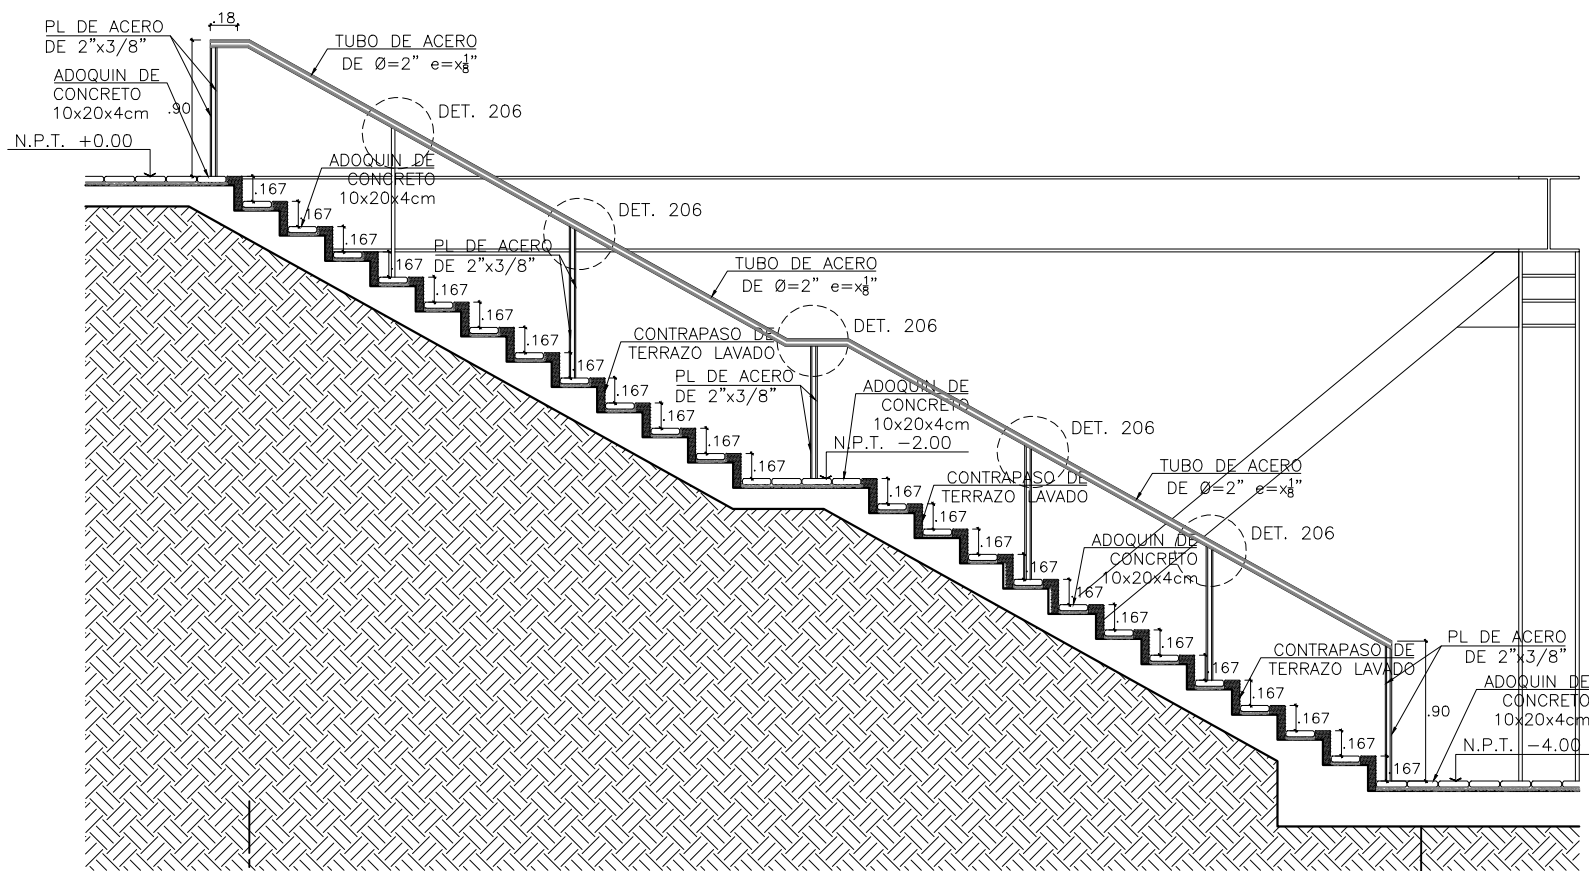 .18
PL DE ACERO
DE 2"x3/8"
TUBO DE ACERO
DE Ø=2" e=x1/8"
ADOQUIN DE
CONCRETO
10x20x4cm
.90
DET. 206
N.P.T. +0.00
ADOQUIN DE
CONCRETO
10x20x4cm
.167
.167
.167
.167
.167
.167
.167
.167
.167
.167
.167
.167
DET. 206
PL DE ACERO
DE 2"x3/8"
TUBO DE ACERO
DE Ø=2" e=x1/8"
DET. 206
CONTRAPASO DE
TERRAZO LAVADO
PL DE ACERO
DE 2"x3/8"
ADOQUIN DE
CONCRETO
10x20x4cm
N.P.T. -2.00
DET. 206
CONTRAPASO DE
TERRAZO LAVADO
TUBO DE ACERO
DE Ø=2" e=x1/8"
DET. 206
ADOQUIN DE
CONCRETO
10x20x4cm
.167
.167
.167
.167
.167
.167
.167
.167
.167
.167
.167
.167
CONTRAPASO DE
TERRAZO LAVADO
PL DE ACERO
DE 2"x3/8"
ADOQUIN DE
CONCRETO
10x20x4cm
.90
N.P.T. -4.00